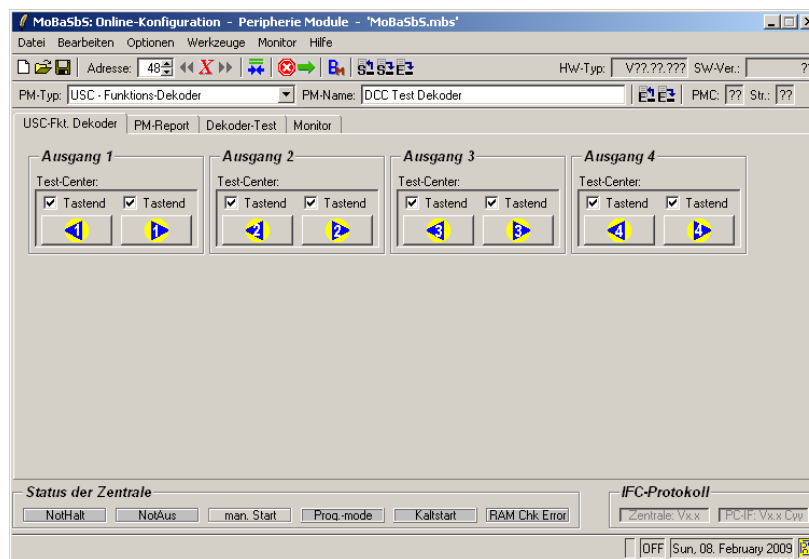 MoBaSbS: Online-Konfiguration - Peripherie Module - 'MoBaSbS.mbs'
Datei Bearbeiten Optionen Werkzeuge Monitor Hilfe
Adresse: 48 X BM S S E HW-Typ: V??.??.??? SW-Ver.: ?
PM-Typ: USC - Funktions-Dekoder PM-Name: DCC Test Dekoder E E PMC: ?? Str.: ??
USC-Fkt. Dekoder PM-Report Dekoder-Test Monitor
Ausgang 1 Ausgang 2 Ausgang 3 Ausgang 4
Test-Center: Test-Center: Test-Center: Test-Center:
Tastend Tastend Tastend Tastend Tastend Tastend Tastend Tastend
1 1 2 2 3 3 4 4
Status der Zentrale IFC-Protokoll
NotHalt NotAus man. Start Prog.-mode Kaltstart RAM Chk Error Zentrale: Vx.x PC-IF: Vx.x Cyy
OFF Sun, 08. February 2009